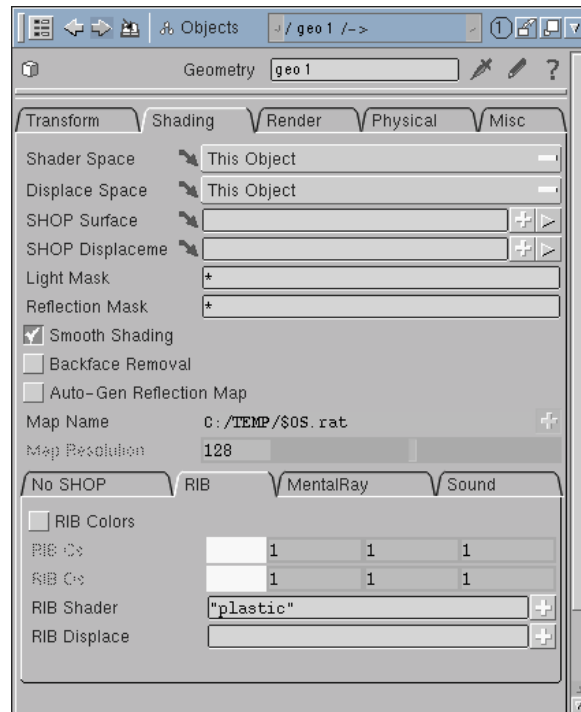 Objects / geo1 /-> 1
Geometry geo1 ?
Transform Shading Render Physical Misc
Shader Space This Object
Displace Space This Object
SHOP Surface
SHOP Displaceme
Light Mask *
Reflection Mask *
Smooth Shading
Backface Removal
Auto-Gen Reflection Map
Map Name C:/TEMP/$OS.rat
Map Resolution 128
No SHOP RIB MentalRay Sound
RIB Colors
RIB Cs 1 1 1
RIB Os 1 1 1
RIB Shader "plastic"
RIB Displace